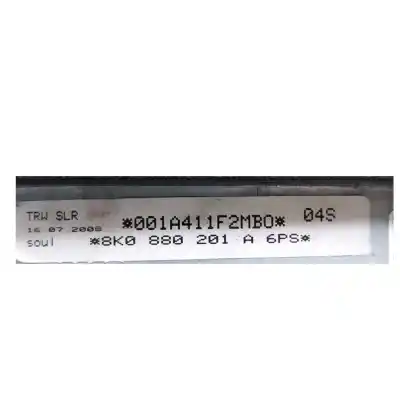 TRW SLR *001A411F2MBO* 04S
16 07 2008
soul *8K0 880 201 A 6PS*